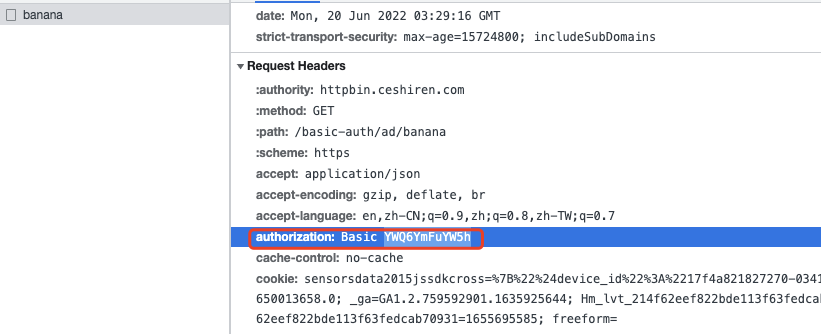 banana
date: Mon, 20 Jun 2022 03:29:16 GMT
strict-transport-security: max-age=15724800; includeSubDomains
Request Headers
:authority: httpbin.ceshiren.com
:method: GET
:path: /basic-auth/ad/banana
:scheme: https
accept: application/json
accept-encoding: gzip, deflate, br
accept-language: en,zh-CN;q=0.9,zh;q=0.8,zh-TW;q=0.7
authorization: Basic YWQ6YmFuYW5h
cache-control: no-cache
cookie: sensorsdata2015jssdkcross=%7B%22%24device_id%22%3A%2217f4a821827270-0341
650013658.0; _ga=GA1.2.759592901.1635925644; Hm_lvt_214f62eef822bde113f63fedcab
62eef822bde113f63fedcab70931=1655695585; freeform=